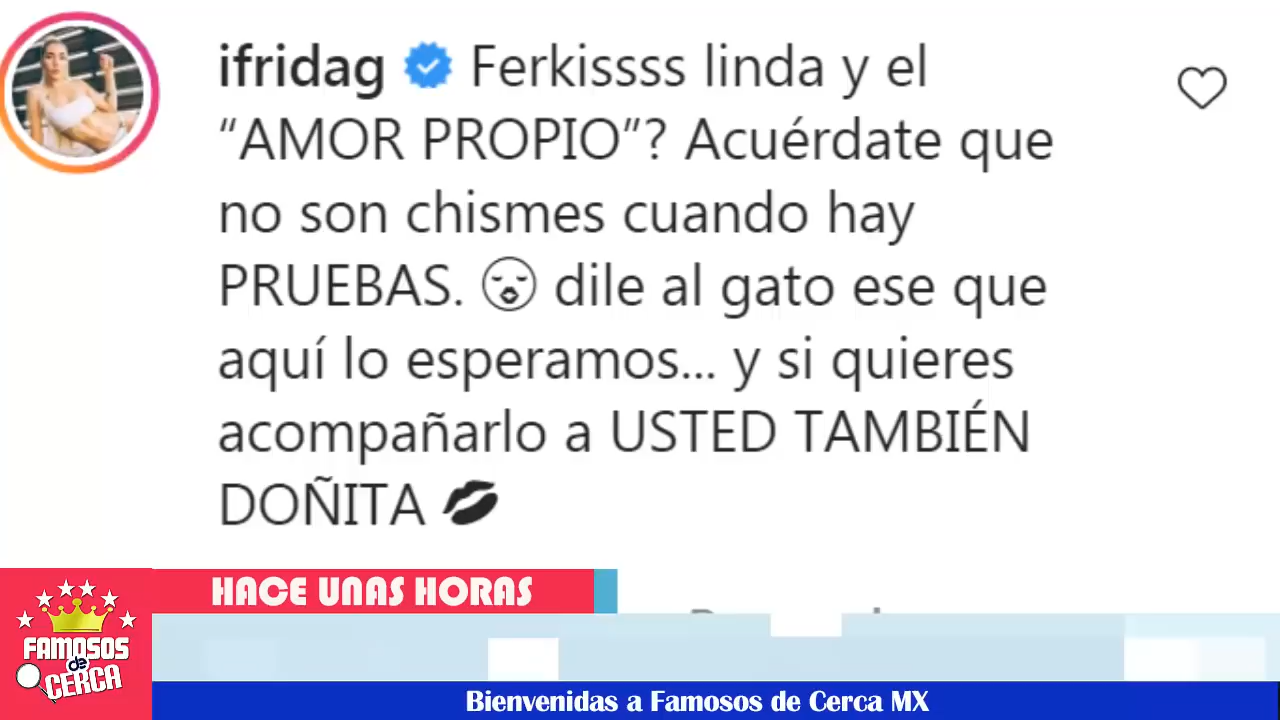 ifridag Ferkissss linda y el
“AMOR PROPIO”? Acuérdate que
no son chismes cuando hay
PRUEBAS. 😽 dile al gato ese que
aquí lo esperamos... y si quieres
acompañarlo a USTED TAMBIÉN
DOÑITA 💋
HACE UNAS HORAS
FAMOSOS
de
CERCA
Bienvenidas a Famosos de Cerca MX